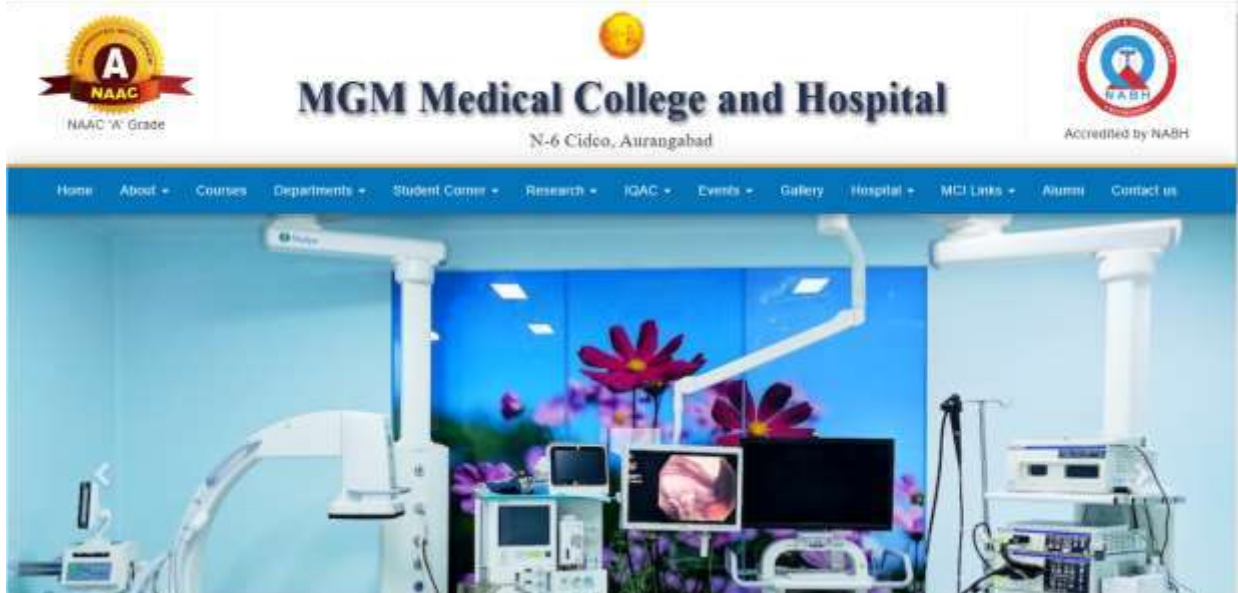 A
NAAC
NAAC 'A' Grade
MGM Medical College and Hospital
N-6 Cidco, Aurangabad
NABH
Accredited by NABH
Home About Courses Departments Student Corner Research IQAC Events Gallery Hospital MCI Links Alumni Contact us